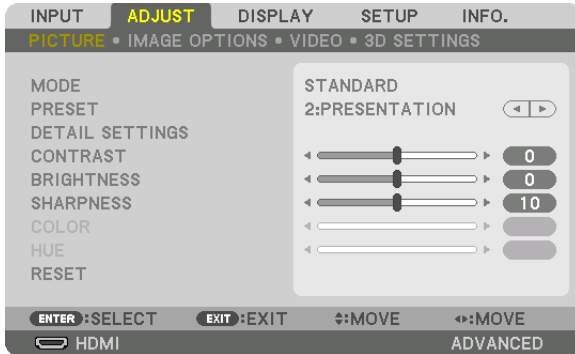 INPUT ADJUST DISPLAY SETUP INFO.
PICTURE • IMAGE OPTIONS • VIDEO • 3D SETTINGS
MODE STANDARD
PRESET 2:PRESENTATION
DETAIL SETTINGS
CONTRAST 0
BRIGHTNESS 0
SHARPNESS 10
COLOR
HUE
RESET
ENTER:SELECT EXIT:EXIT :MOVE :MOVE
HDMI ADVANCED